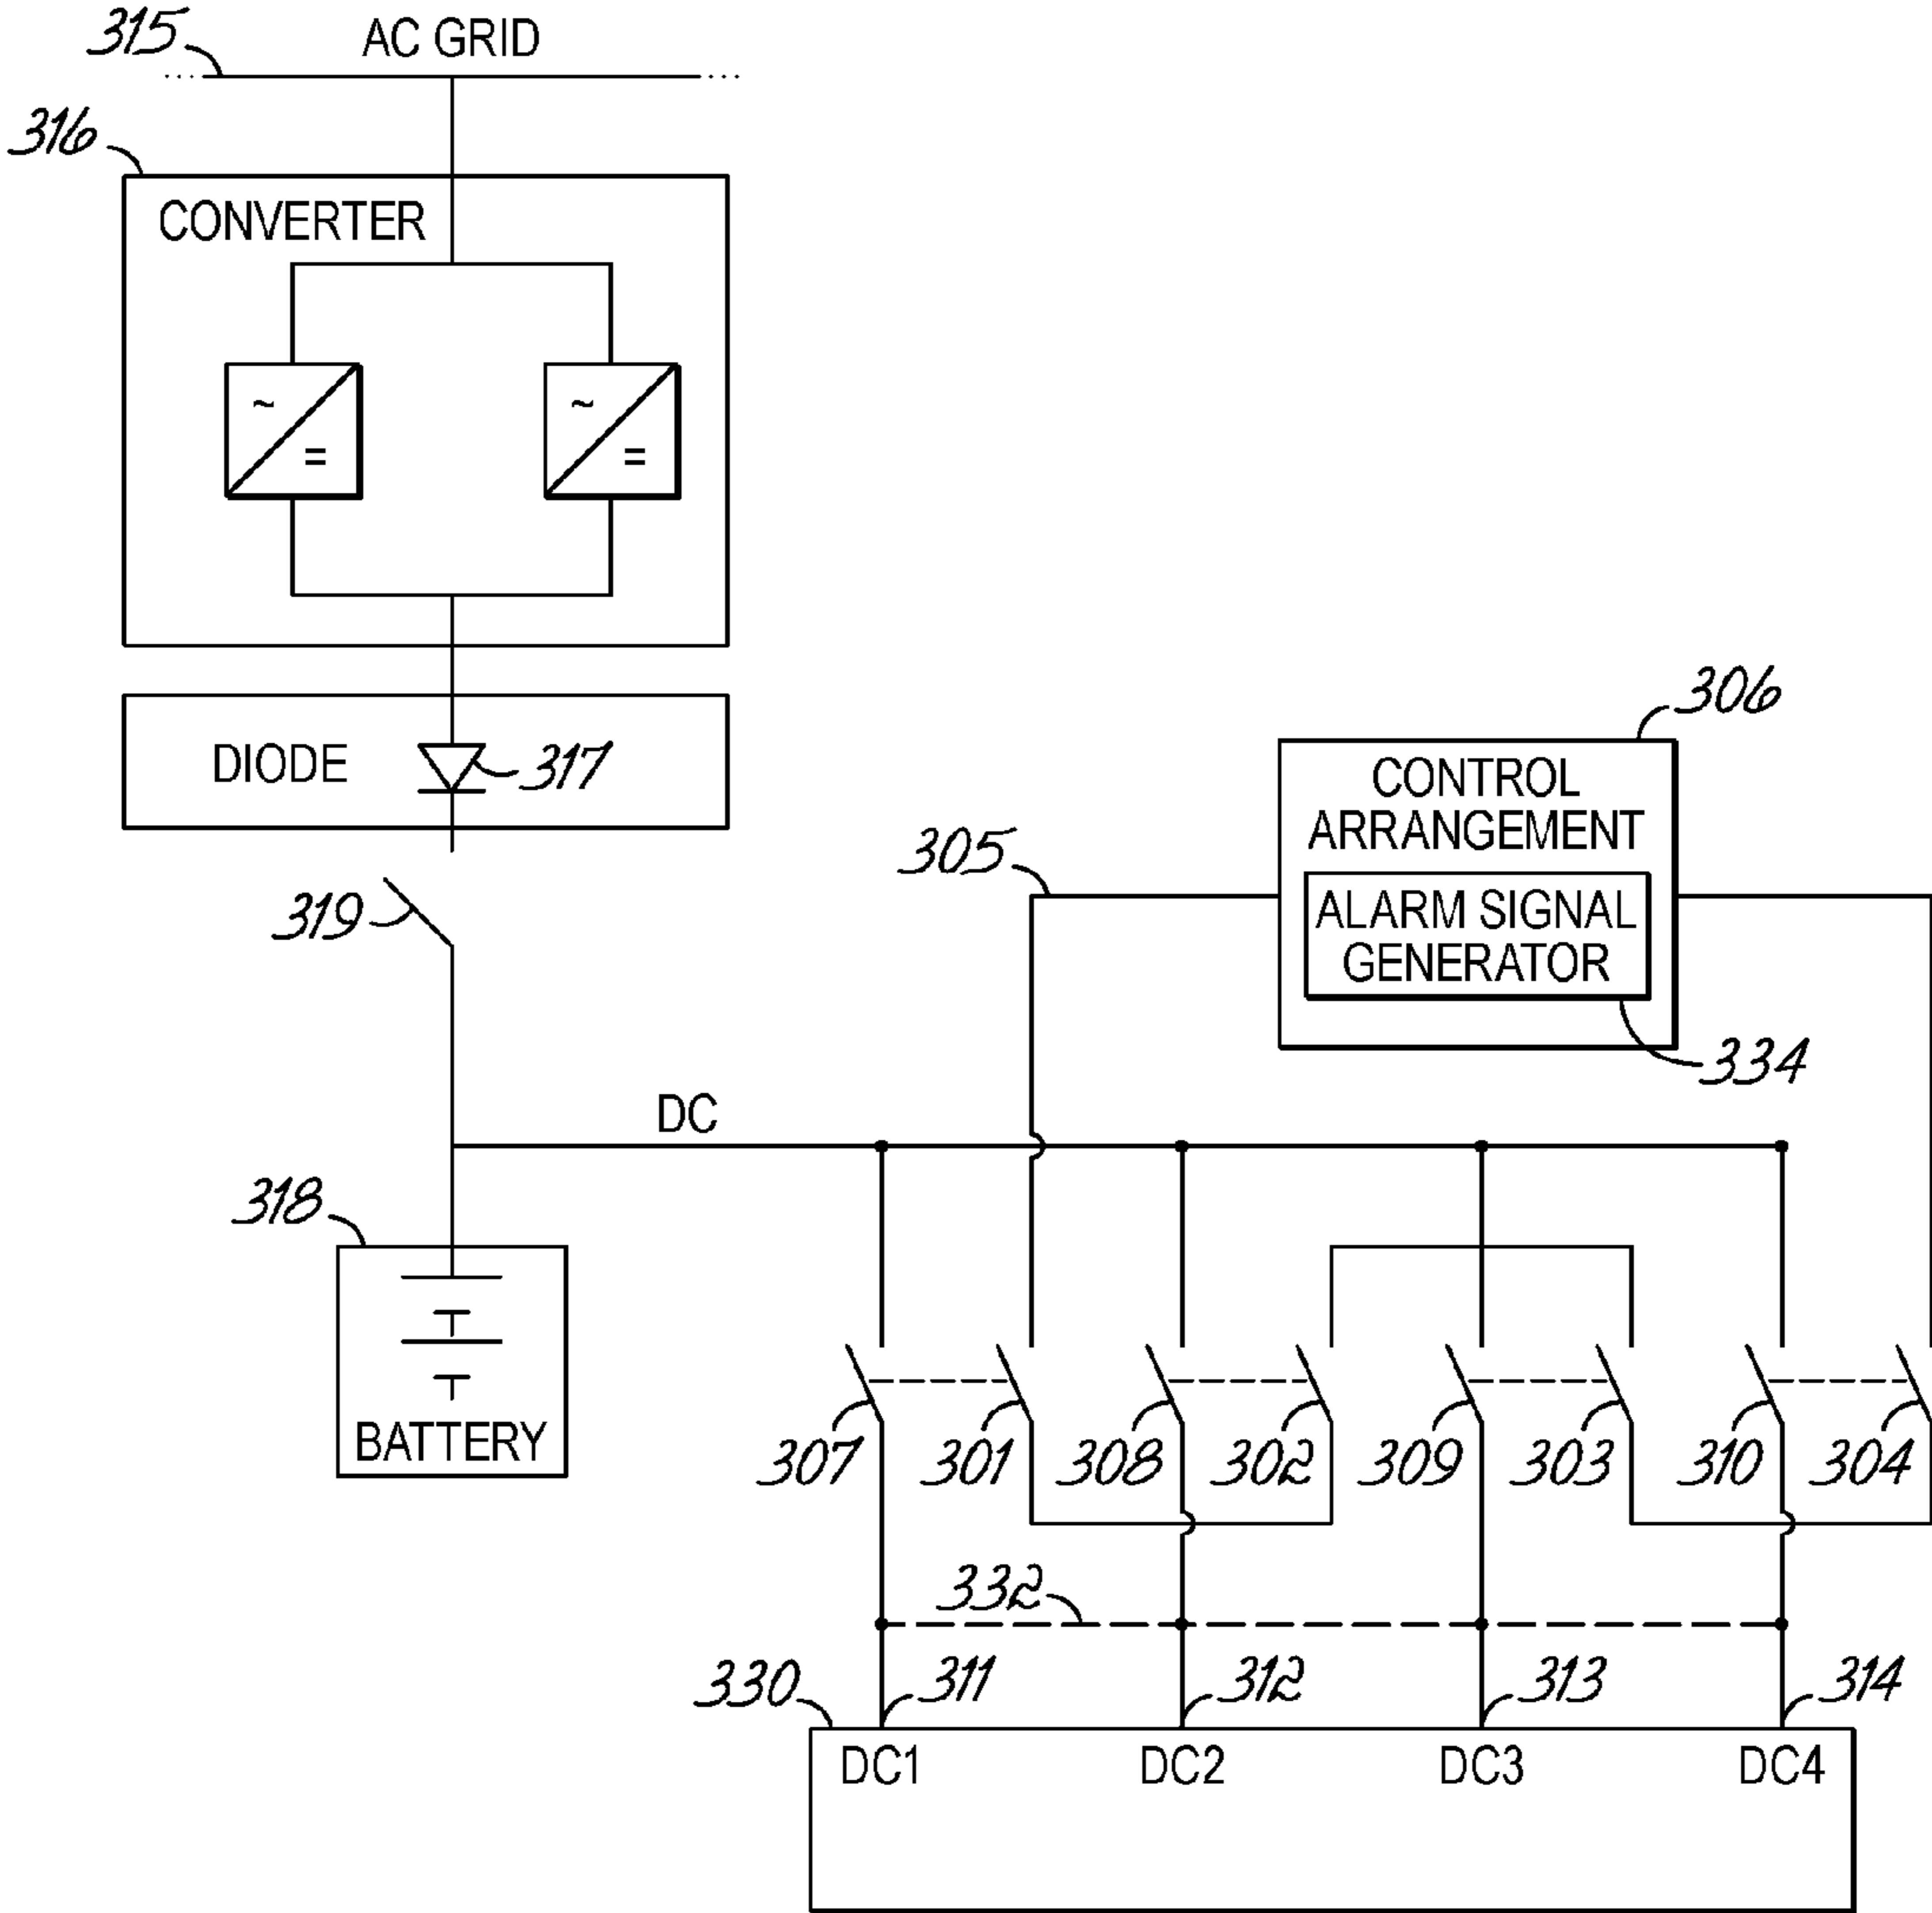 315
AC GRID
316
CONVERTER
~
=
~
=
DIODE
317
306
CONTROL
ARRANGEMENT
305
319
ALARM SIGNAL
GENERATOR
334
DC
318
BATTERY
307
301
308
302
309
303
310
304
332
330
311
312
313
314
DC1
DC2
DC3
DC4